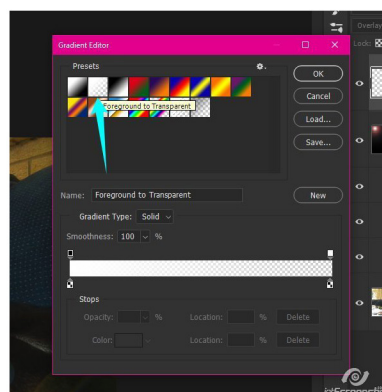 Overlay
Gradient Editor
Lock:
Presets
OK
Cancel
Foreground to Transparent
Load...
Save...
Name: Foreground to Transparent
New
Gradient Type: Solid
Smoothness: 100 %
Stops
Opacity: % Location: % Delete
Color: Location: % Delete